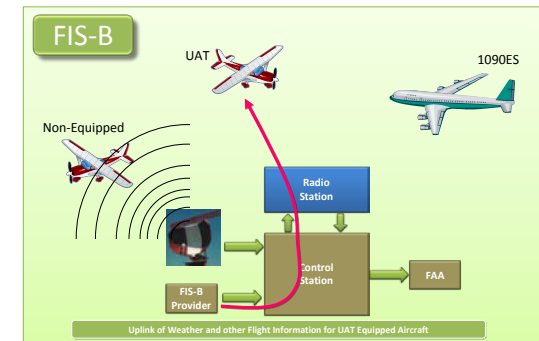 FIS-B
UAT
1090ES
Non-Equipped
Radio
Station
Control
Station
FAA
FIS-B
Provider
Uplink of Weather and other Flight Information for UAT Equipped Aircraft